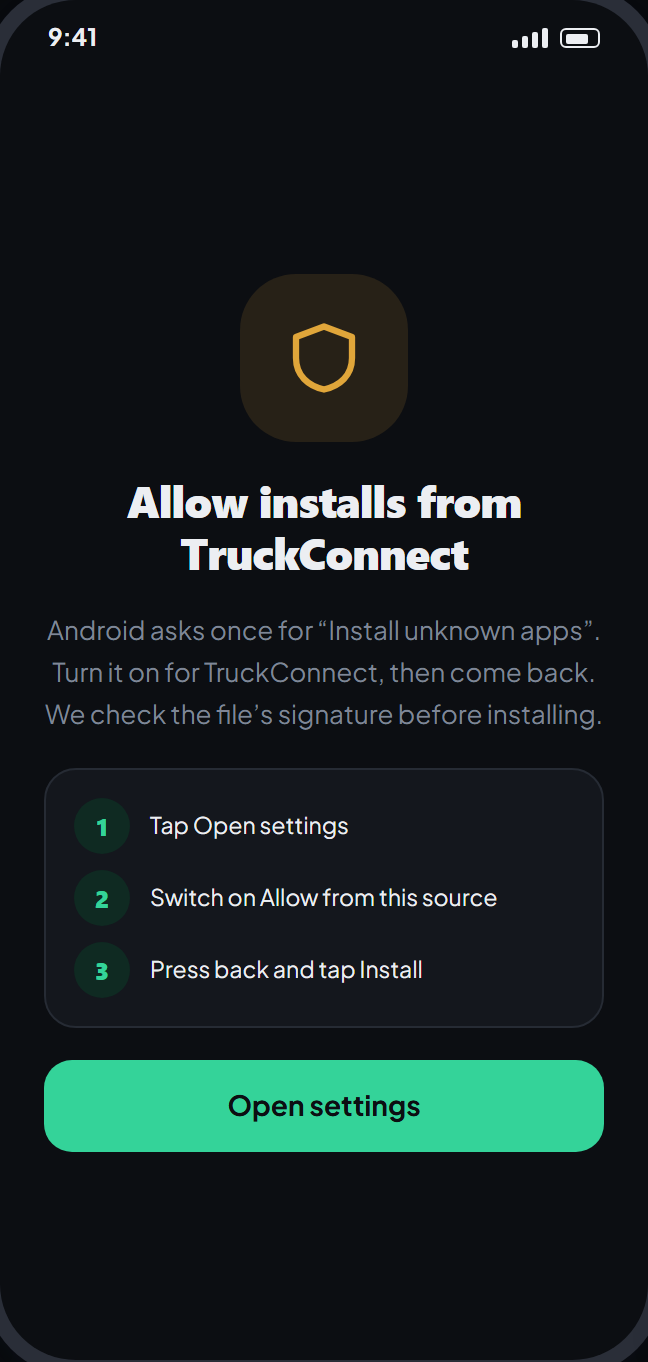 9:41
Allow installs from
TruckConnect
Android asks once for “Install unknown apps”.
Turn it on for TruckConnect, then come back.
We check the file’s signature before installing.
1 Tap Open settings
2 Switch on Allow from this source
3 Press back and tap Install
Open settings